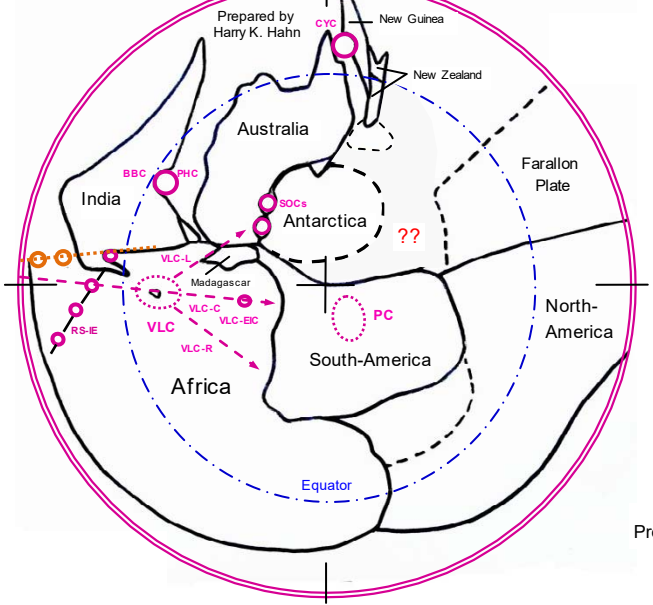 Prepared by
Harry K. Hahn
CYC
New Guinea
New Zealand
Australia
Farallon
Plate
BBC
PHC
India
SOCs
Antarctica
??
VLC-L
Madagascar
VLC-C
VLC-EIC
VLC
RS-IE
VLC-R
PC
North-
America
South-America
Africa
Equator